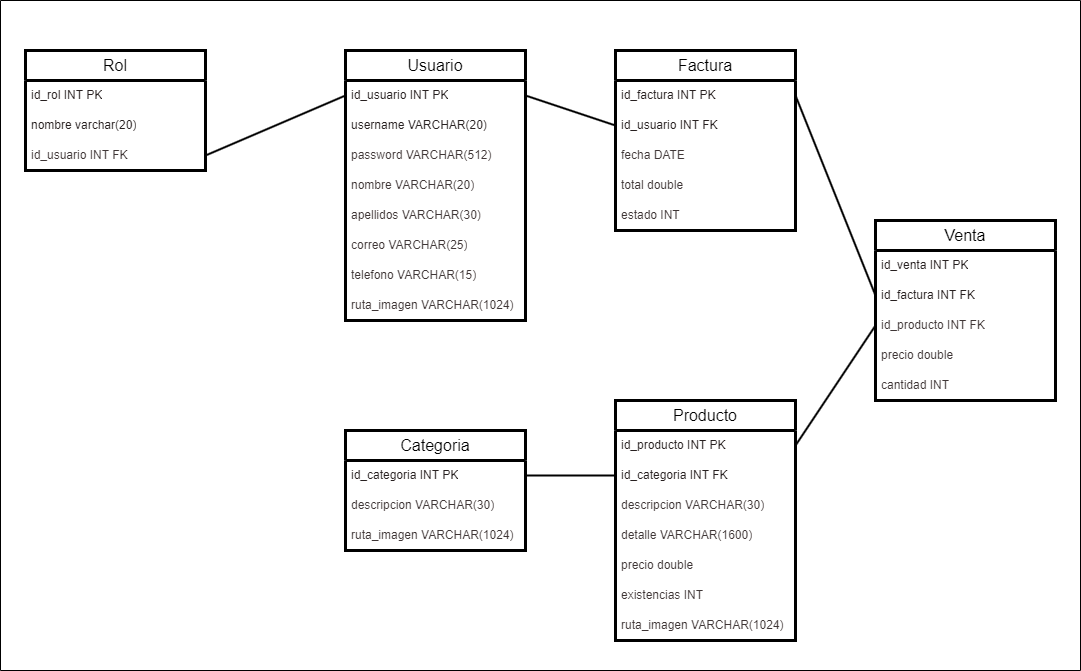 Rol
id_rol INT PK
nombre varchar(20)
id_usuario INT FK
Usuario
id_usuario INT PK
username VARCHAR(20)
password VARCHAR(512)
nombre VARCHAR(20)
apellidos VARCHAR(30)
correo VARCHAR(25)
telefono VARCHAR(15)
ruta_imagen VARCHAR(1024)
Factura
id_factura INT PK
id_usuario INT FK
fecha DATE
total double
estado INT
Venta
id_venta INT PK
id_factura INT FK
id_producto INT FK
precio double
cantidad INT
Categoria
id_categoria INT PK
descripcion VARCHAR(30)
ruta_imagen VARCHAR(1024)
Producto
id_producto INT PK
id_categoria INT FK
descripcion VARCHAR(30)
detalle VARCHAR(1600)
precio double
existencias INT
ruta_imagen VARCHAR(1024)